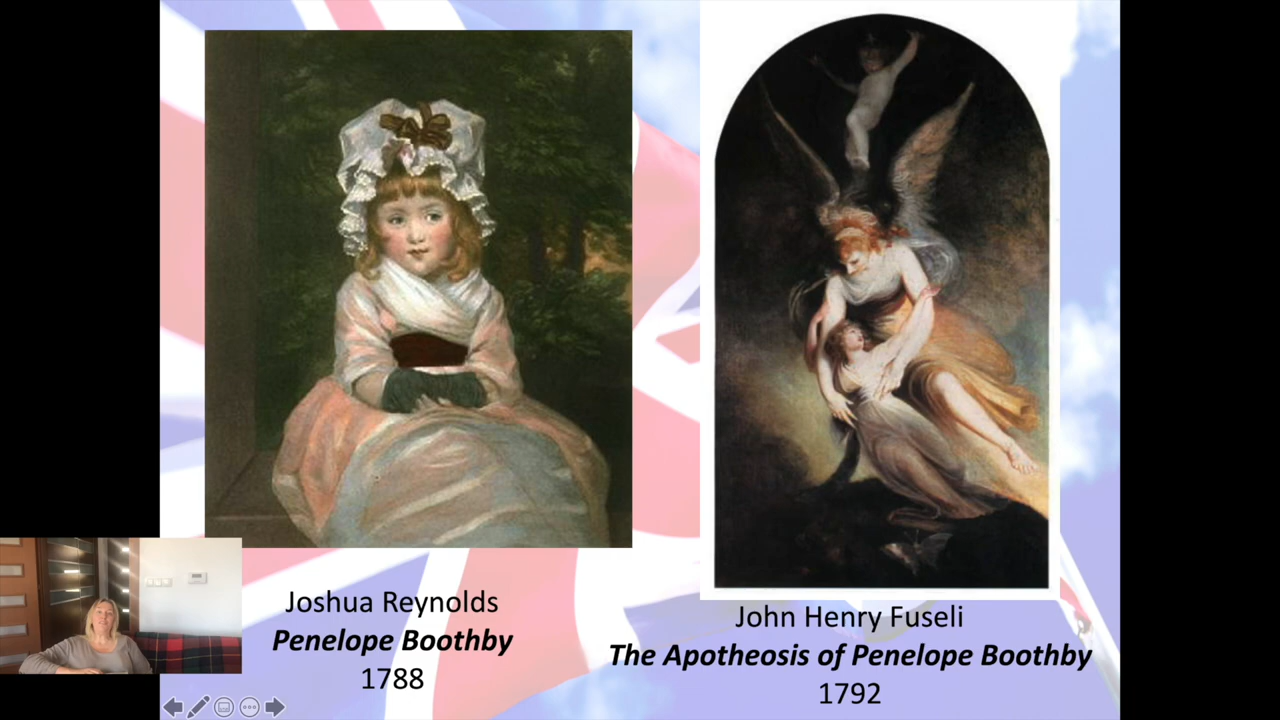 Joshua Reynolds
Penelope Boothby
1788
John Henry Fuseli
The Apotheosis of Penelope Boothby
1792